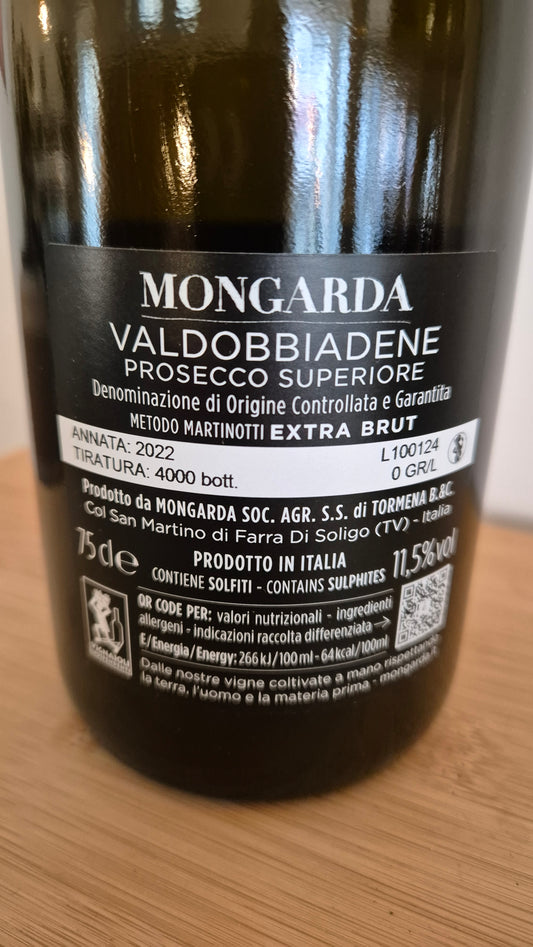 MONGARDA
VALDOBBIADENE
PROSECCO SUPERIORE
Denominazione di Origine Controllata e Garantita
METODO MARTINOTTI EXTRA BRUT
ANNATA: 2022 L100124
TIRATURA: 4000 bott. 0 GR/L
Prodotto da MONGARDA SOC. AGR. S.S. di TORMENA B.&C.
Col San Martino di Farra Di Soligo (TV) - Italia
75cl e PRODOTTO IN ITALIA 11,5%vol
CONTIENE SOLFITI - CONTAINS SULPHITES
QR CODE PER: valori nutrizionali - ingredienti
allergeni - indicazioni raccolta differenziata →
E/Energia/Energy: 266 kJ/100 ml - 64 kcal/100ml
Dalle nostre vigne coltivate a mano rispettando
la terra, l'uomo e la materia prima - mongarda.it